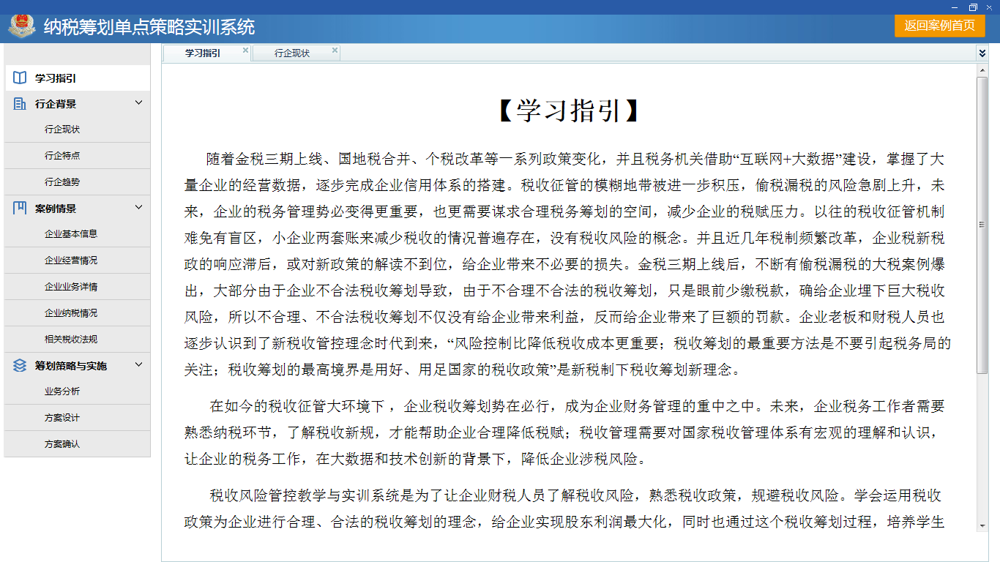 纳税筹划单点策略实训系统
返回案例首页
学习指引
行企背景
行企现状
行企特点
行企趋势
案例情景
企业基本信息
企业经营情况
企业业务详情
企业纳税情况
相关税收法规
筹划策略与实施
业务分析
方案设计
方案确认
学习指引
行企现状
【学习指引】
随着金税三期上线、国地税合并、个税改革等一系列政策变化，并且税务机关借助“互联网+大数据”建设，掌握了大
量企业的经营数据，逐步完成企业信用体系的搭建。税收征管的模糊地带被进一步积压，偷税漏税的风险急剧上升，未
来，企业的税务管理势必变得更重要，也更需要谋求合理税务筹划的空间，减少企业的税赋压力。以往的税收征管机制
难免有盲区，小企业两套账来减少税收的情况普遍存在，没有税收风险的概念。并且近几年税制频繁改革，企业税新税
政的响应滞后，或对新政策的解读不到位，给企业带来不必要的损失。金税三期上线后，不断有偷税漏税的大税案例爆
出，大部分由于企业不合法税收筹划导致，由于不合理不合法的税收筹划，只是眼前少缴税款，确给企业埋下巨大税收
风险，所以不合理、不合法税收筹划不仅没有给企业带来利益，反而给企业带来了巨额的罚款。企业老板和财税人员也
逐步认识到了新税收管控理念时代到来，“风险控制比降低税收成本更重要；税收筹划的最重要方法是不要引起税务局的
关注；税收筹划的最高境界是用好、用足国家的税收政策”是新税制下税收筹划新理念。
在如今的税收征管大环境下 ，企业税收筹划势在必行，成为企业财务管理的重中之中。未来，企业税务工作者需要
熟悉纳税环节，了解税收新规，才能帮助企业合理降低税赋；税收管理需要对国家税收管理体系有宏观的理解和认识，
让企业的税务工作，在大数据和技术创新的背景下，降低企业涉税风险。
税收风险管控教学与实训系统是为了让企业财税人员了解税收风险，熟悉税收政策，规避税收风险。学会运用税收
政策为企业进行合理、合法的税收筹划的理念，给企业实现股东利润最大化，同时也通过这个税收筹划过程，培养学生